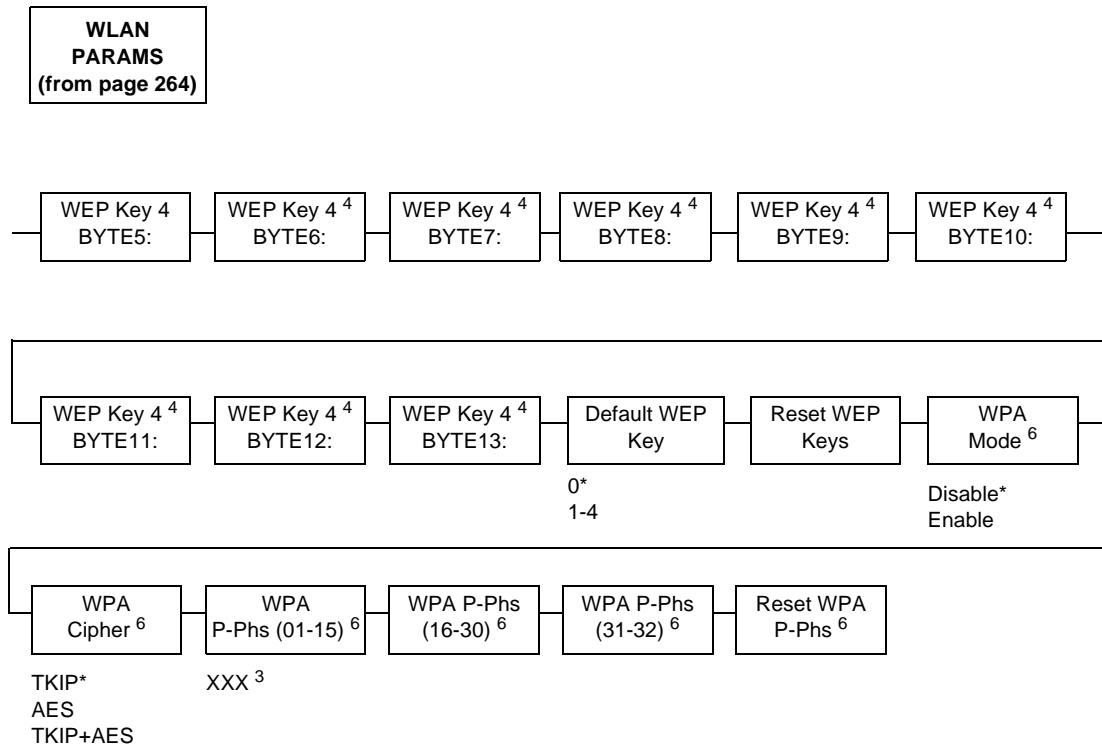 WLAN
PARAMS
(from page 264)
WEP Key 4
BYTE5:
WEP Key 4 4
BYTE6:
WEP Key 4 4
BYTE7:
WEP Key 4 4
BYTE8:
WEP Key 4 4
BYTE9:
WEP Key 4 4
BYTE10:
WEP Key 4 4
BYTE11:
WEP Key 4 4
BYTE12:
WEP Key 4 4
BYTE13:
Default WEP
Key
0*
1-4
Reset WEP
Keys
WPA
Mode 6
Disable*
Enable
WPA
Cipher 6
TKIP*
AES
TKIP+AES
WPA
P-Phs (01-15) 6
XXX 3
WPA P-Phs
(16-30) 6
WPA P-Phs
(31-32) 6
Reset WPA
P-Phs 6